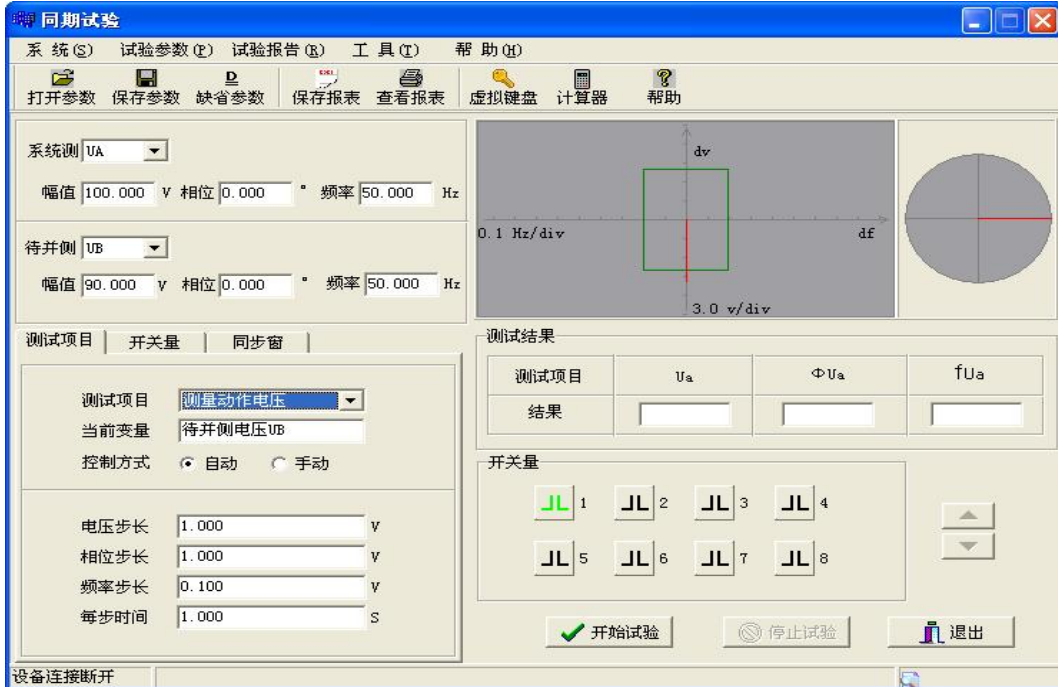 同期试验
系 统(S) 试验参数(P) 试验报告(R) 工 具(T) 帮 助(H)
打开参数 保存参数 缺省参数 保存报表 查看报表 虚拟键盘 计算器 帮助
系统测 UA
幅值 100.000 V 相位 0.000 ° 频率 50.000 Hz
待并侧 UB
幅值 90.000 V 相位 0.000 ° 频率 50.000 Hz
dv
0.1 Hz/div df
3.0 v/div
测试项目 开关量 同步窗
测试项目 测量动作电压
当前变量 待并侧电压UB
控制方式 自动 手动
电压步长 1.000 V
相位步长 1.000 V
频率步长 0.100 V
每步时间 1.000 S
测试结果
测试项目 Ua ΦUa fUa
结果
开关量
1 2 3 4
5 6 7 8
开始试验 停止试验 退出
设备连接断开